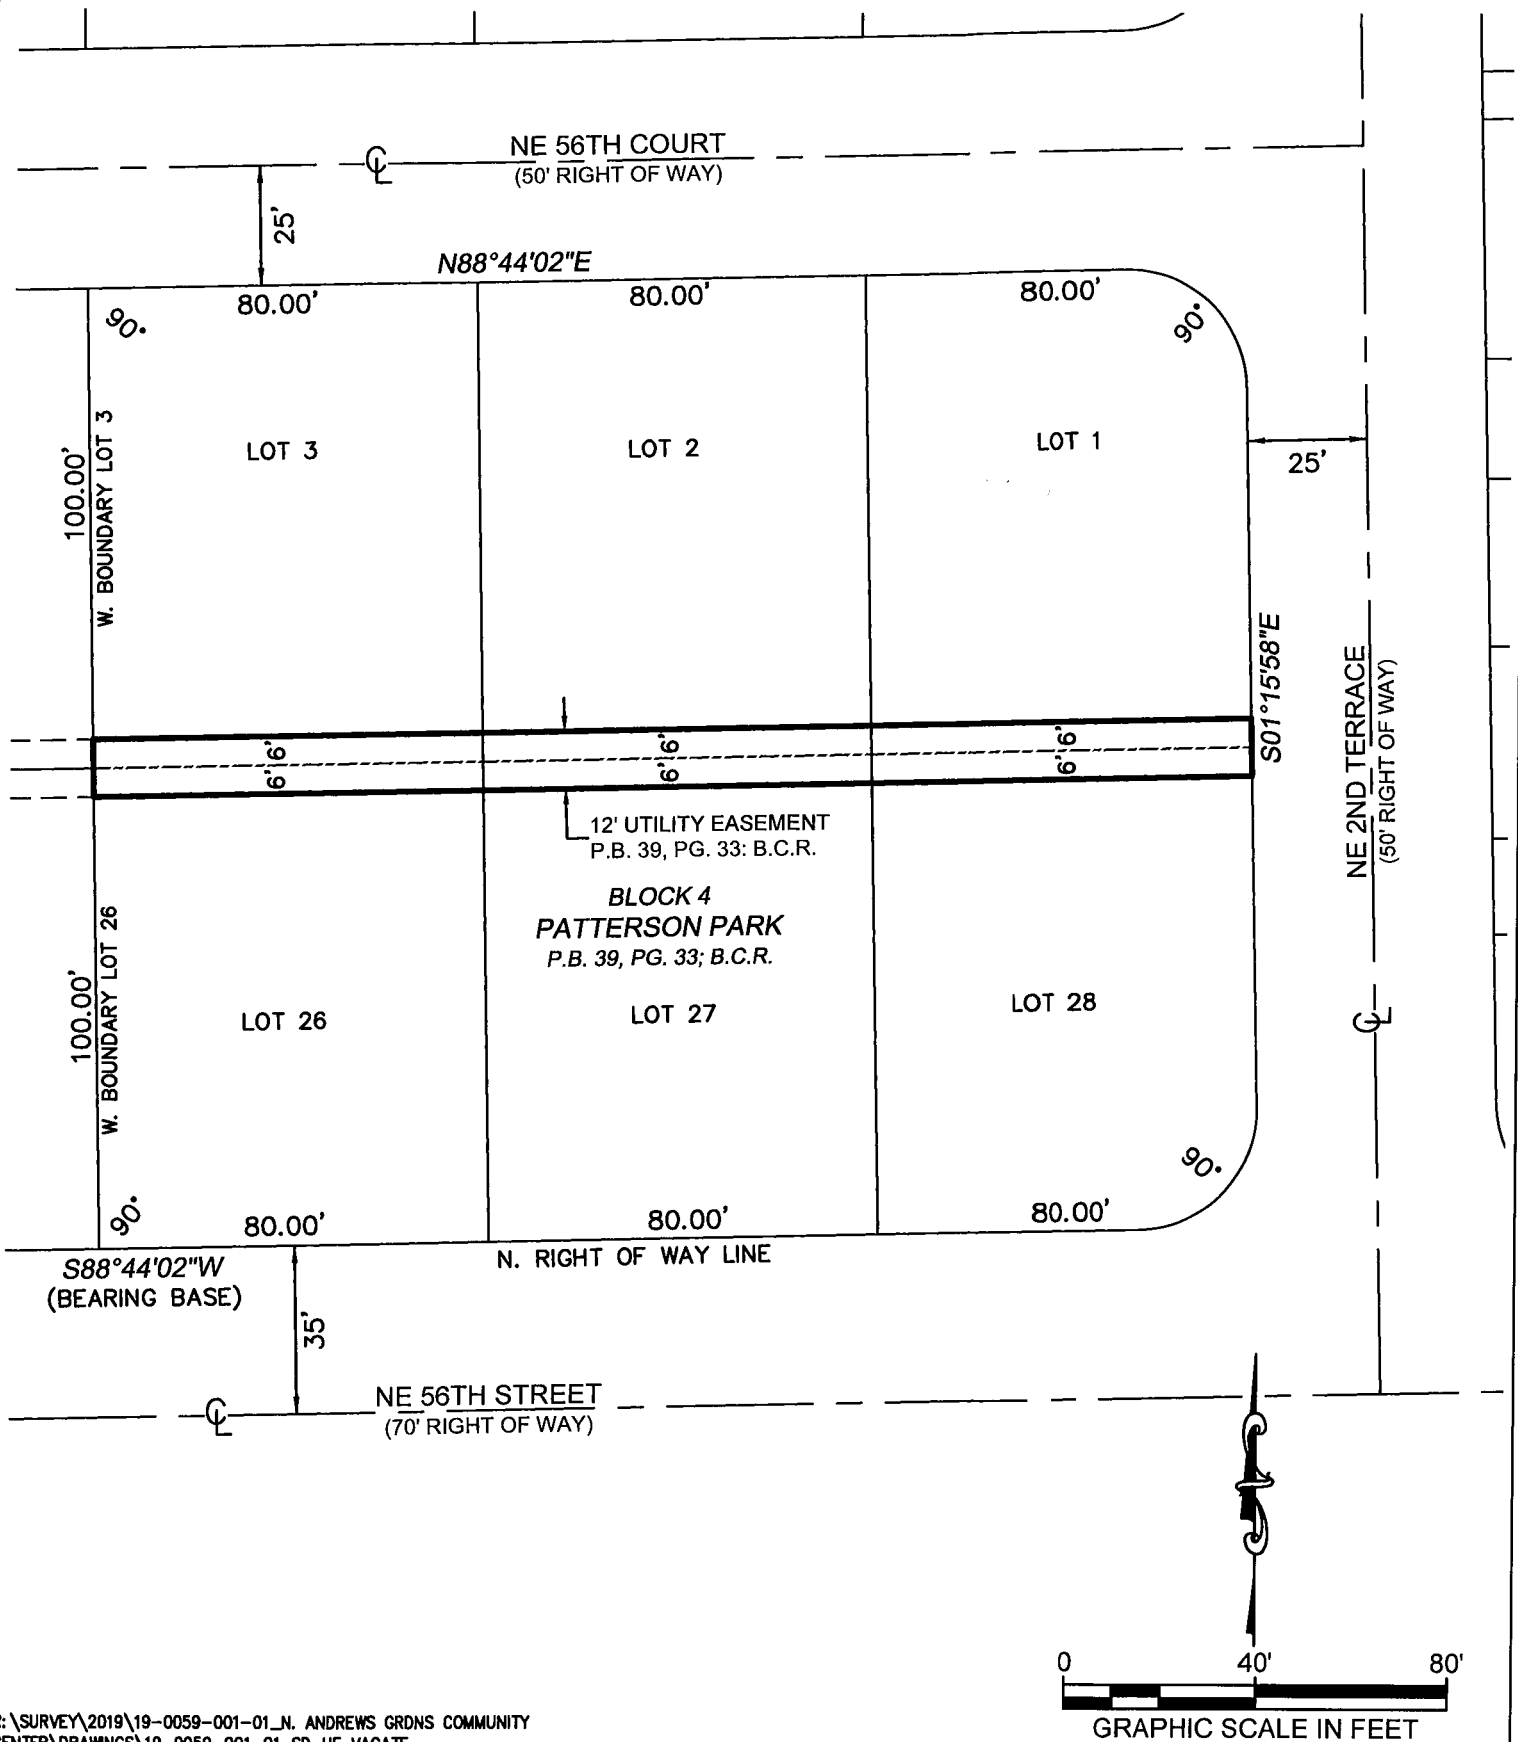 NE 56TH COURT
(50' RIGHT OF WAY)
25'
N88°44'02"E
80.00'
80.00'
80.00'
90°
90°
LOT 3
LOT 2
LOT 1
100.00'
W. BOUNDARY LOT 3
25'
S01°15'58"E
NE 2ND TERRACE
(50' RIGHT OF WAY)
6'
6'
6'
6'
6'
6'
12' UTILITY EASEMENT
P.B. 39, PG. 33: B.C.R.
BLOCK 4
PATTERSON PARK
P.B. 39, PG. 33; B.C.R.
100.00'
W. BOUNDARY LOT 26
LOT 26
LOT 27
LOT 28
90°
90°
80.00'
80.00'
80.00'
S88°44'02"W
(BEARING BASE)
N. RIGHT OF WAY LINE
35'
NE 56TH STREET
(70' RIGHT OF WAY)
0 40' 80'
GRAPHIC SCALE IN FEET
:\SURVEY\2019\19-0059-001-01_N. ANDREWS GRDNS COMMUNITY